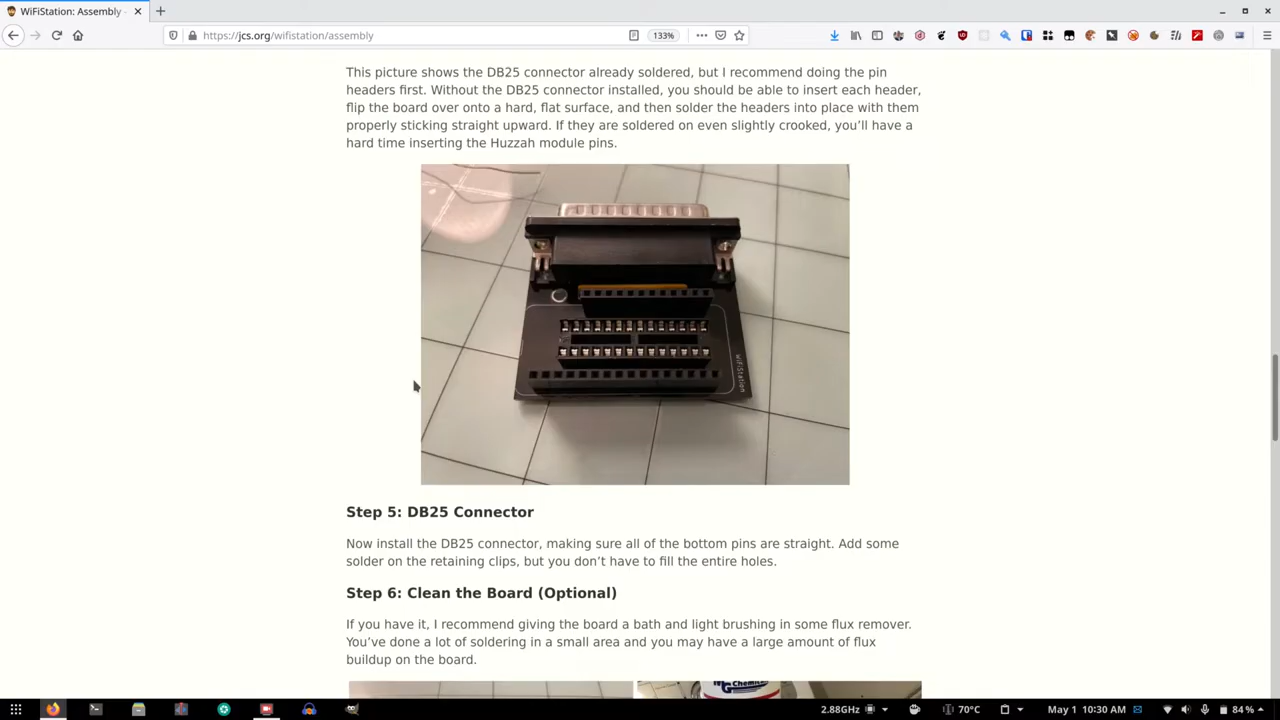 WiFiStation: Assembly
https://jcs.org/wifistation/assembly
133%
This picture shows the DB25 connector already soldered, but I recommend doing the pin
headers first. Without the DB25 connector installed, you should be able to insert each header,
flip the board over onto a hard, flat surface, and then solder the headers into place with them
properly sticking straight upward. If they are soldered on even slightly crooked, you’ll have a
hard time inserting the Huzzah module pins.
WiFiStation
Step 5: DB25 Connector
Now install the DB25 connector, making sure all of the bottom pins are straight. Add some
solder on the retaining clips, but you don’t have to fill the entire holes.
Step 6: Clean the Board (Optional)
If you have it, I recommend giving the board a bath and light brushing in some flux remover.
You’ve done a lot of soldering in a small area and you may have a large amount of flux
buildup on the board.
MG Chemicals
2.88GHz
70°C
May 1 10:30 AM
84 %